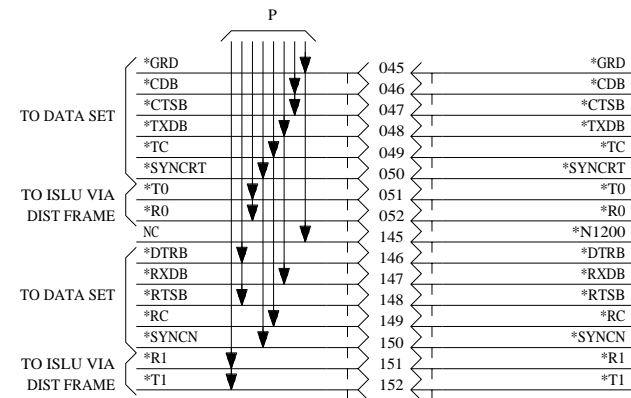 P
*GRD 045 *GRD
*CDB 046 *CDB
*CTSB 047 *CTSB
TO DATA SET
*TXDB 048 *TXDB
*TC 049 *TC
*SYNCRT 050 *SYNCRT
TO ISLU VIA
DIST FRAME
*T0 051 *T0
*R0 052 *R0
NC 145 *N1200
*DTRB 146 *DTRB
*RXDB 147 *RXDB
TO DATA SET
*RTSB 148 *RTSB
*RC 149 *RC
*SYNCN 150 *SYNCN
TO ISLU VIA
DIST FRAME
*R1 151 *R1
*T1 152 *T1